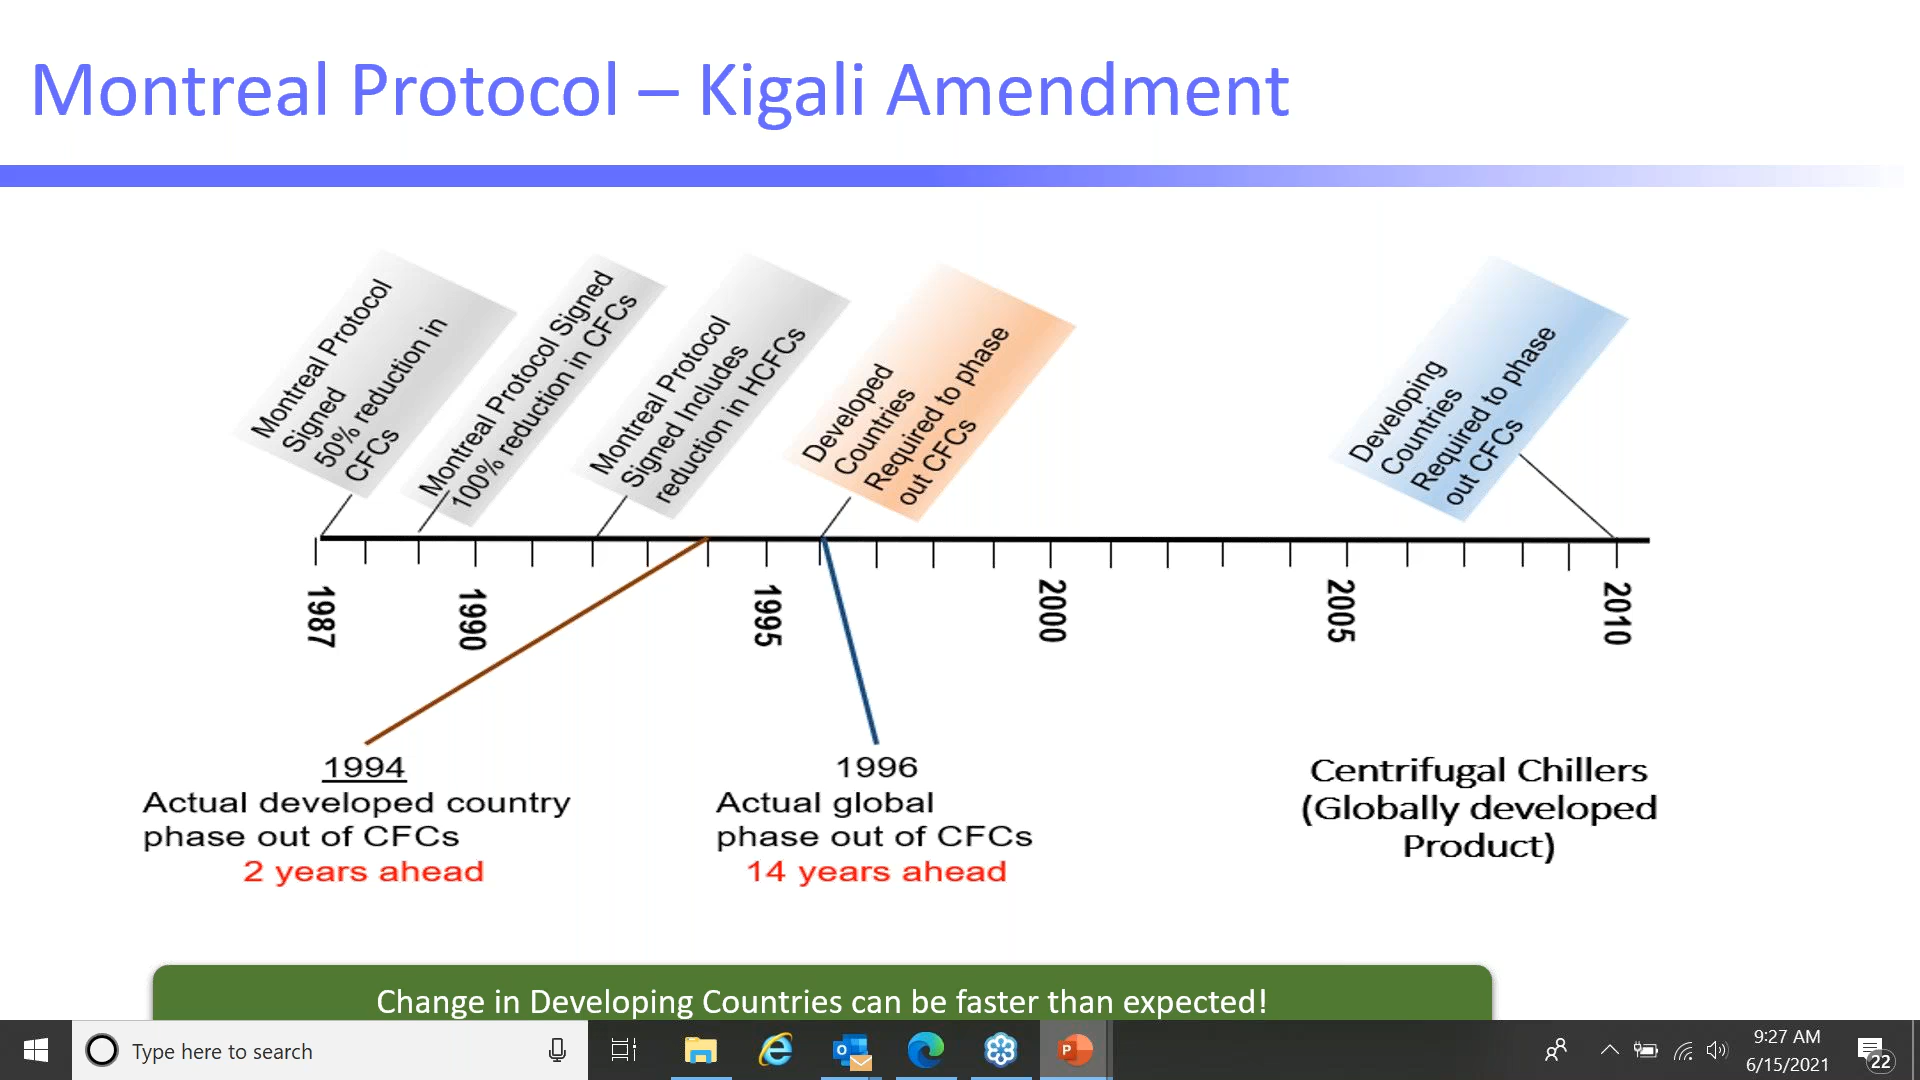 Montreal Protocol – Kigali Amendment
Montreal Protocol
Signed
50% reduction in
CFCs
Montreal Protocol Signed
100% reduction in CFCs
Montreal Protocol
Signed Includes
reduction in HCFCs
Developed
Countries
Required to phase
out CFCs
Developing
Countries
Required to phase
out CFCs
1987
1990
1995
2000
2005
2010
1994
Actual developed country
phase out of CFCs
2 years ahead
1996
Actual global
phase out of CFCs
14 years ahead
Centrifugal Chillers
(Globally developed
Product)
Change in Developing Countries can be faster than expected!
Type here to search
9:27 AM
6/15/2021
22